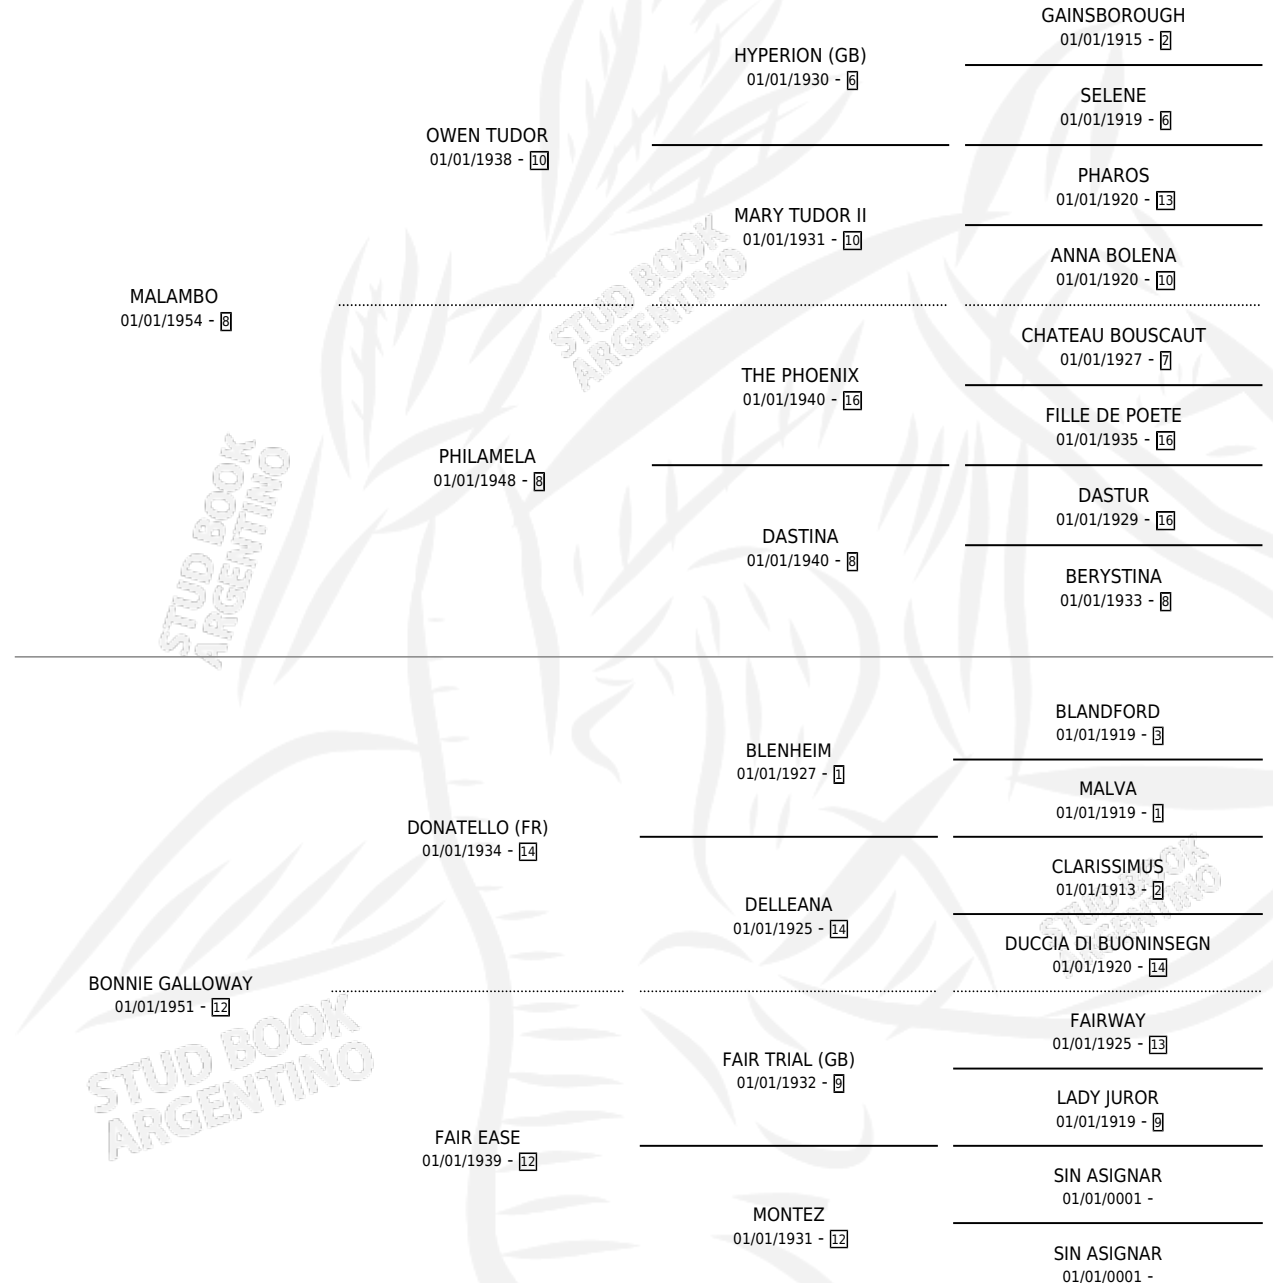 GAINSBOROUGH
01/01/1915 - 2
HYPERION (GB)
01/01/1930 - 6
SELENE
01/01/1919 - 6
OWEN TUDOR
01/01/1938 - 10
PHAROS
01/01/1920 - 13
MARY TUDOR II
01/01/1931 - 10
ANNA BOLENA
01/01/1920 - 10
MALAMBO
01/01/1954 - 8
CHATEAU BOUSCAUT
01/01/1927 - 7
THE PHOENIX
01/01/1940 - 16
FILLE DE POETE
01/01/1935 - 16
PHILAMELA
01/01/1948 - 8
DASTUR
01/01/1929 - 16
DASTINA
01/01/1940 - 8
BERYSTINA
01/01/1933 - 8
STUD BOOK
ARGENTINO
STUD BOOK
ARGENTINO
BLANDFORD
01/01/1919 - 3
BLENHEIM
01/01/1927 - 1
MALVA
01/01/1919 - 1
DONATELLO (FR)
01/01/1934 - 14
CLARISSIMUS
01/01/1913 - 2
DELLEANA
01/01/1925 - 14
DUCCIA DI BUONINSEGN
01/01/1920 - 14
BONNIE GALLOWAY
01/01/1951 - 12
FAIRWAY
01/01/1925 - 13
FAIR TRIAL (GB)
01/01/1932 - 9
LADY JUROR
01/01/1919 - 9
FAIR EASE
01/01/1939 - 12
SIN ASIGNAR
01/01/0001 -
MONTEZ
01/01/1931 - 12
SIN ASIGNAR
01/01/0001 -
STUD BOOK
ARGENTINO
STUD BOOK
ARGENTINO